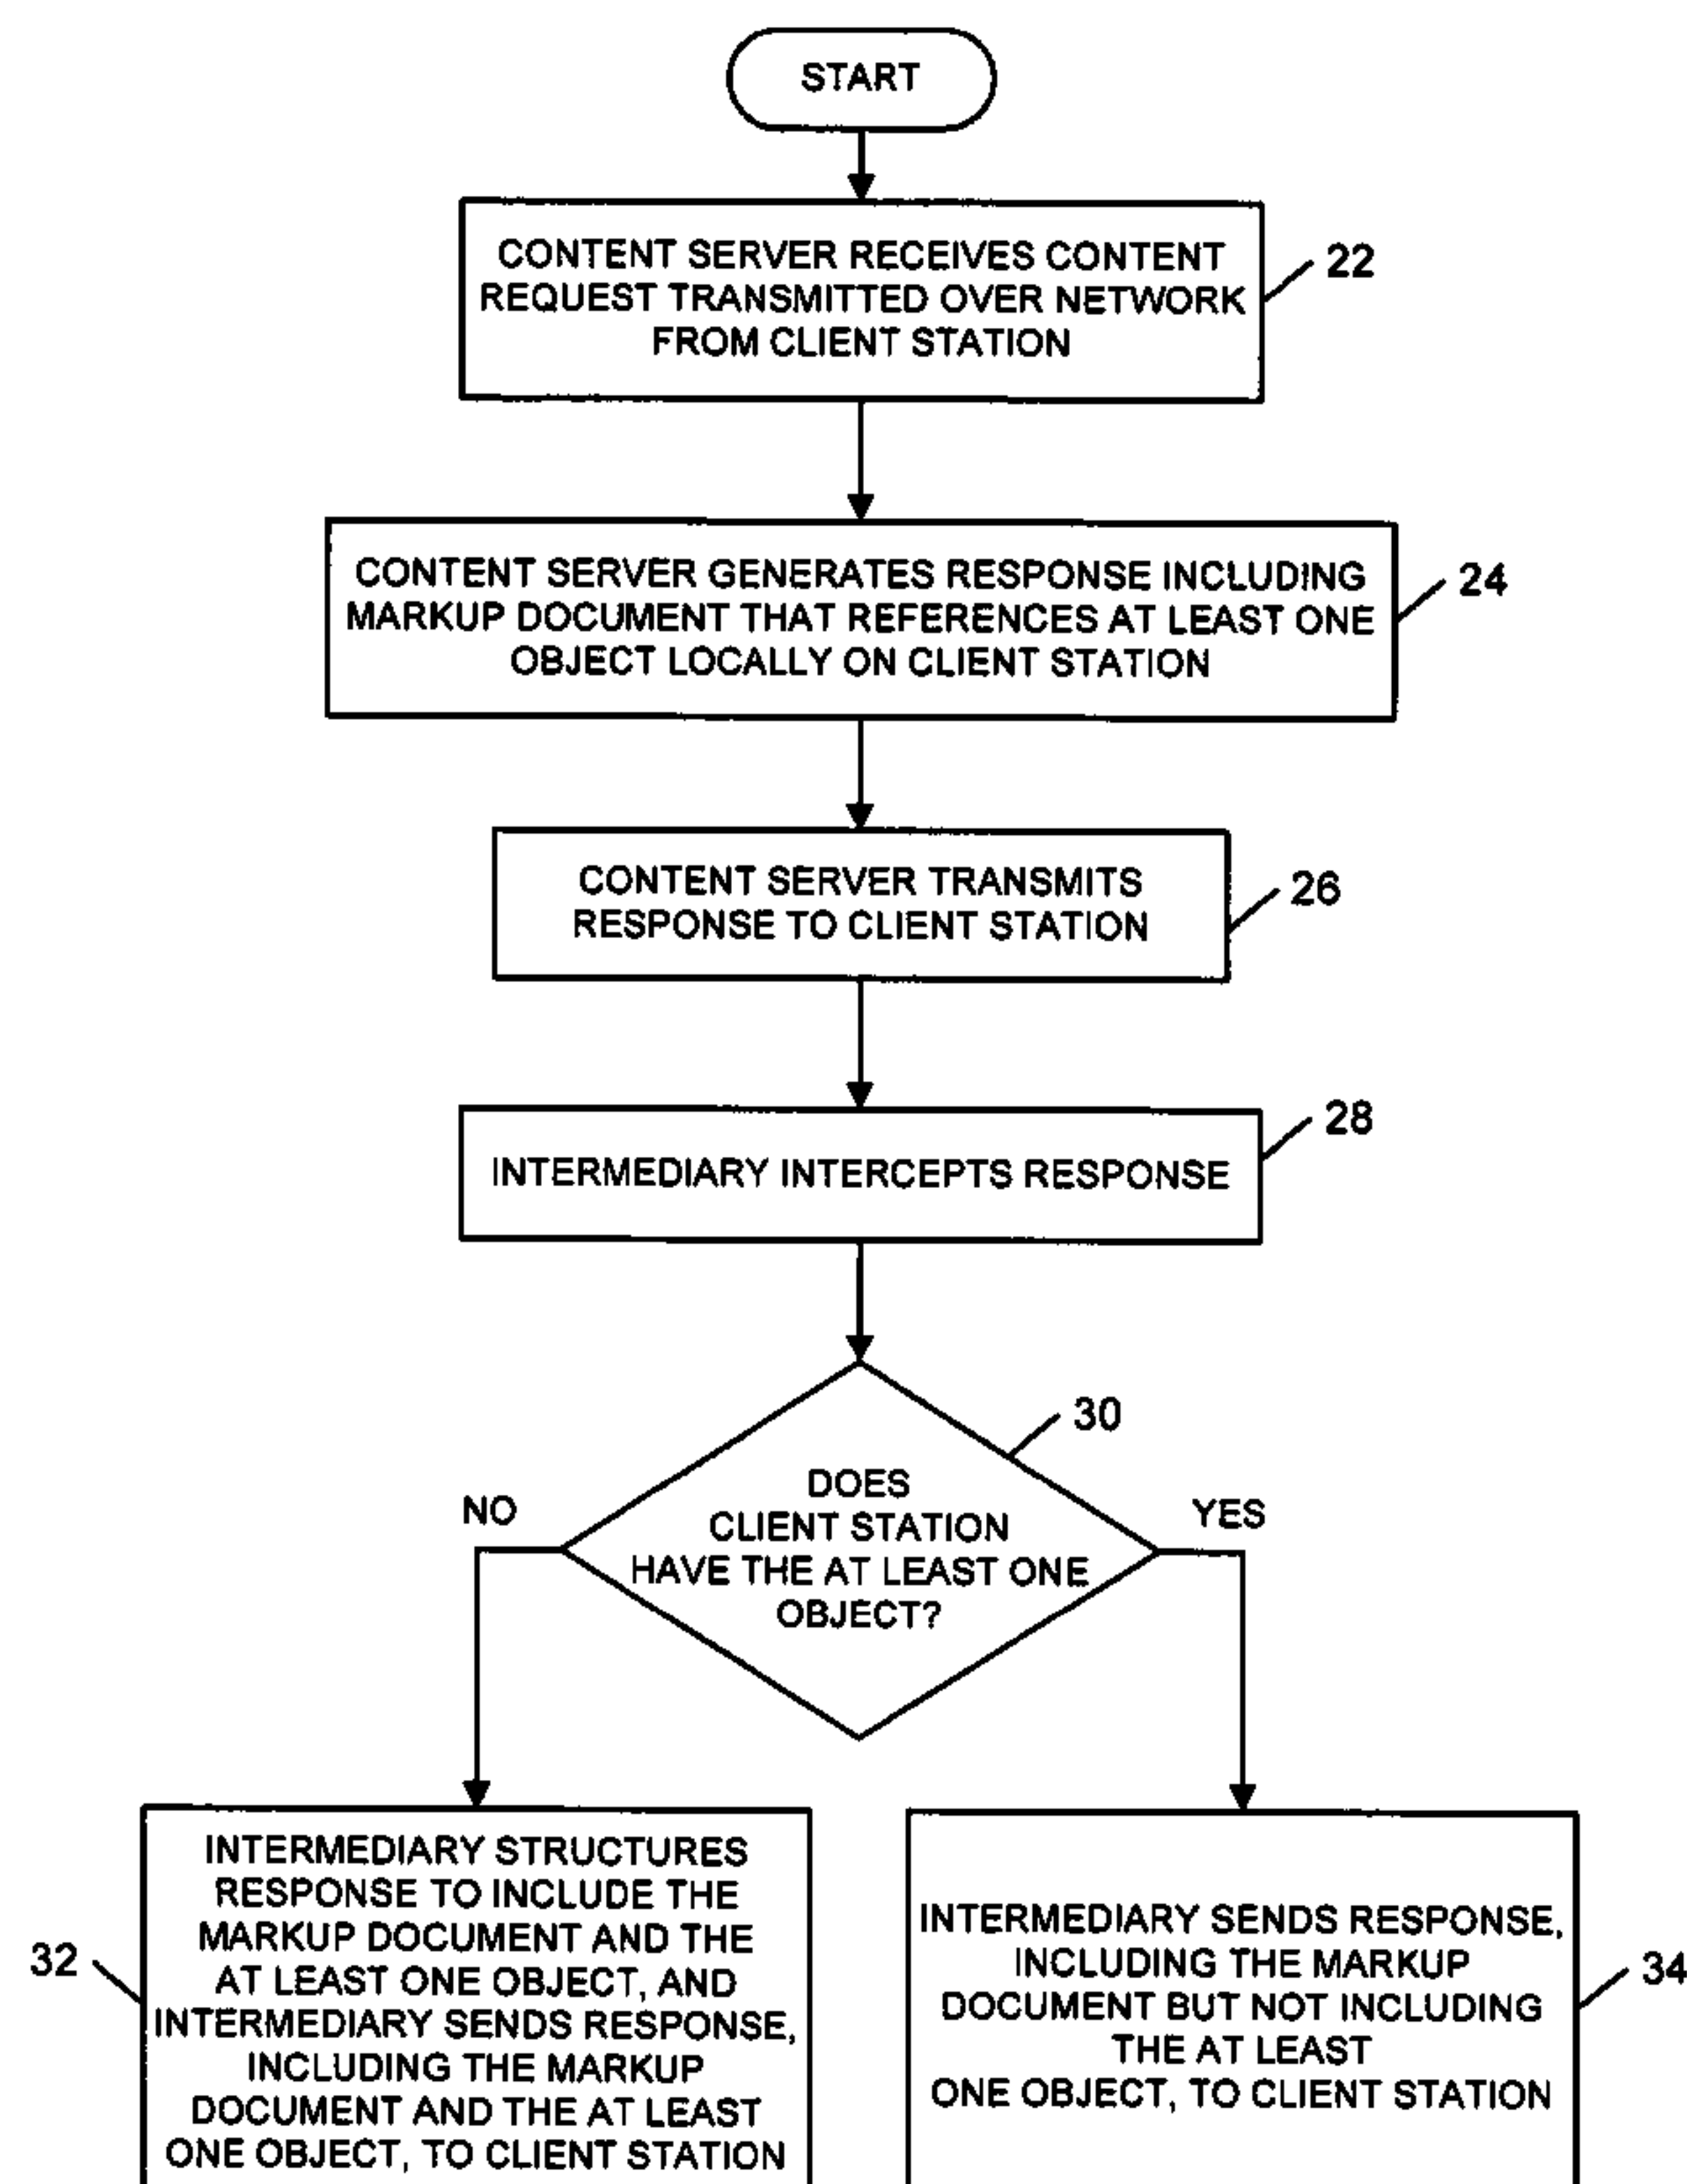 START
CONTENT SERVER RECEIVES CONTENT
REQUEST TRANSMITTED OVER NETWORK
FROM CLIENT STATION
22
CONTENT SERVER GENERATES RESPONSE INCLUDING
MARKUP DOCUMENT THAT REFERENCES AT LEAST ONE
OBJECT LOCALLY ON CLIENT STATION
24
CONTENT SERVER TRANSMITS
RESPONSE TO CLIENT STATION
26
INTERMEDIARY INTERCEPTS RESPONSE
28
30
DOES
CLIENT STATION
HAVE THE AT LEAST ONE
OBJECT?
NO
YES
32
INTERMEDIARY STRUCTURES
RESPONSE TO INCLUDE THE
MARKUP DOCUMENT AND THE
AT LEAST ONE OBJECT, AND
INTERMEDIARY SENDS RESPONSE,
INCLUDING THE MARKUP
DOCUMENT AND THE AT LEAST
ONE OBJECT, TO CLIENT STATION
INTERMEDIARY SENDS RESPONSE,
INCLUDING THE MARKUP
DOCUMENT BUT NOT INCLUDING
THE AT LEAST
ONE OBJECT, TO CLIENT STATION
34